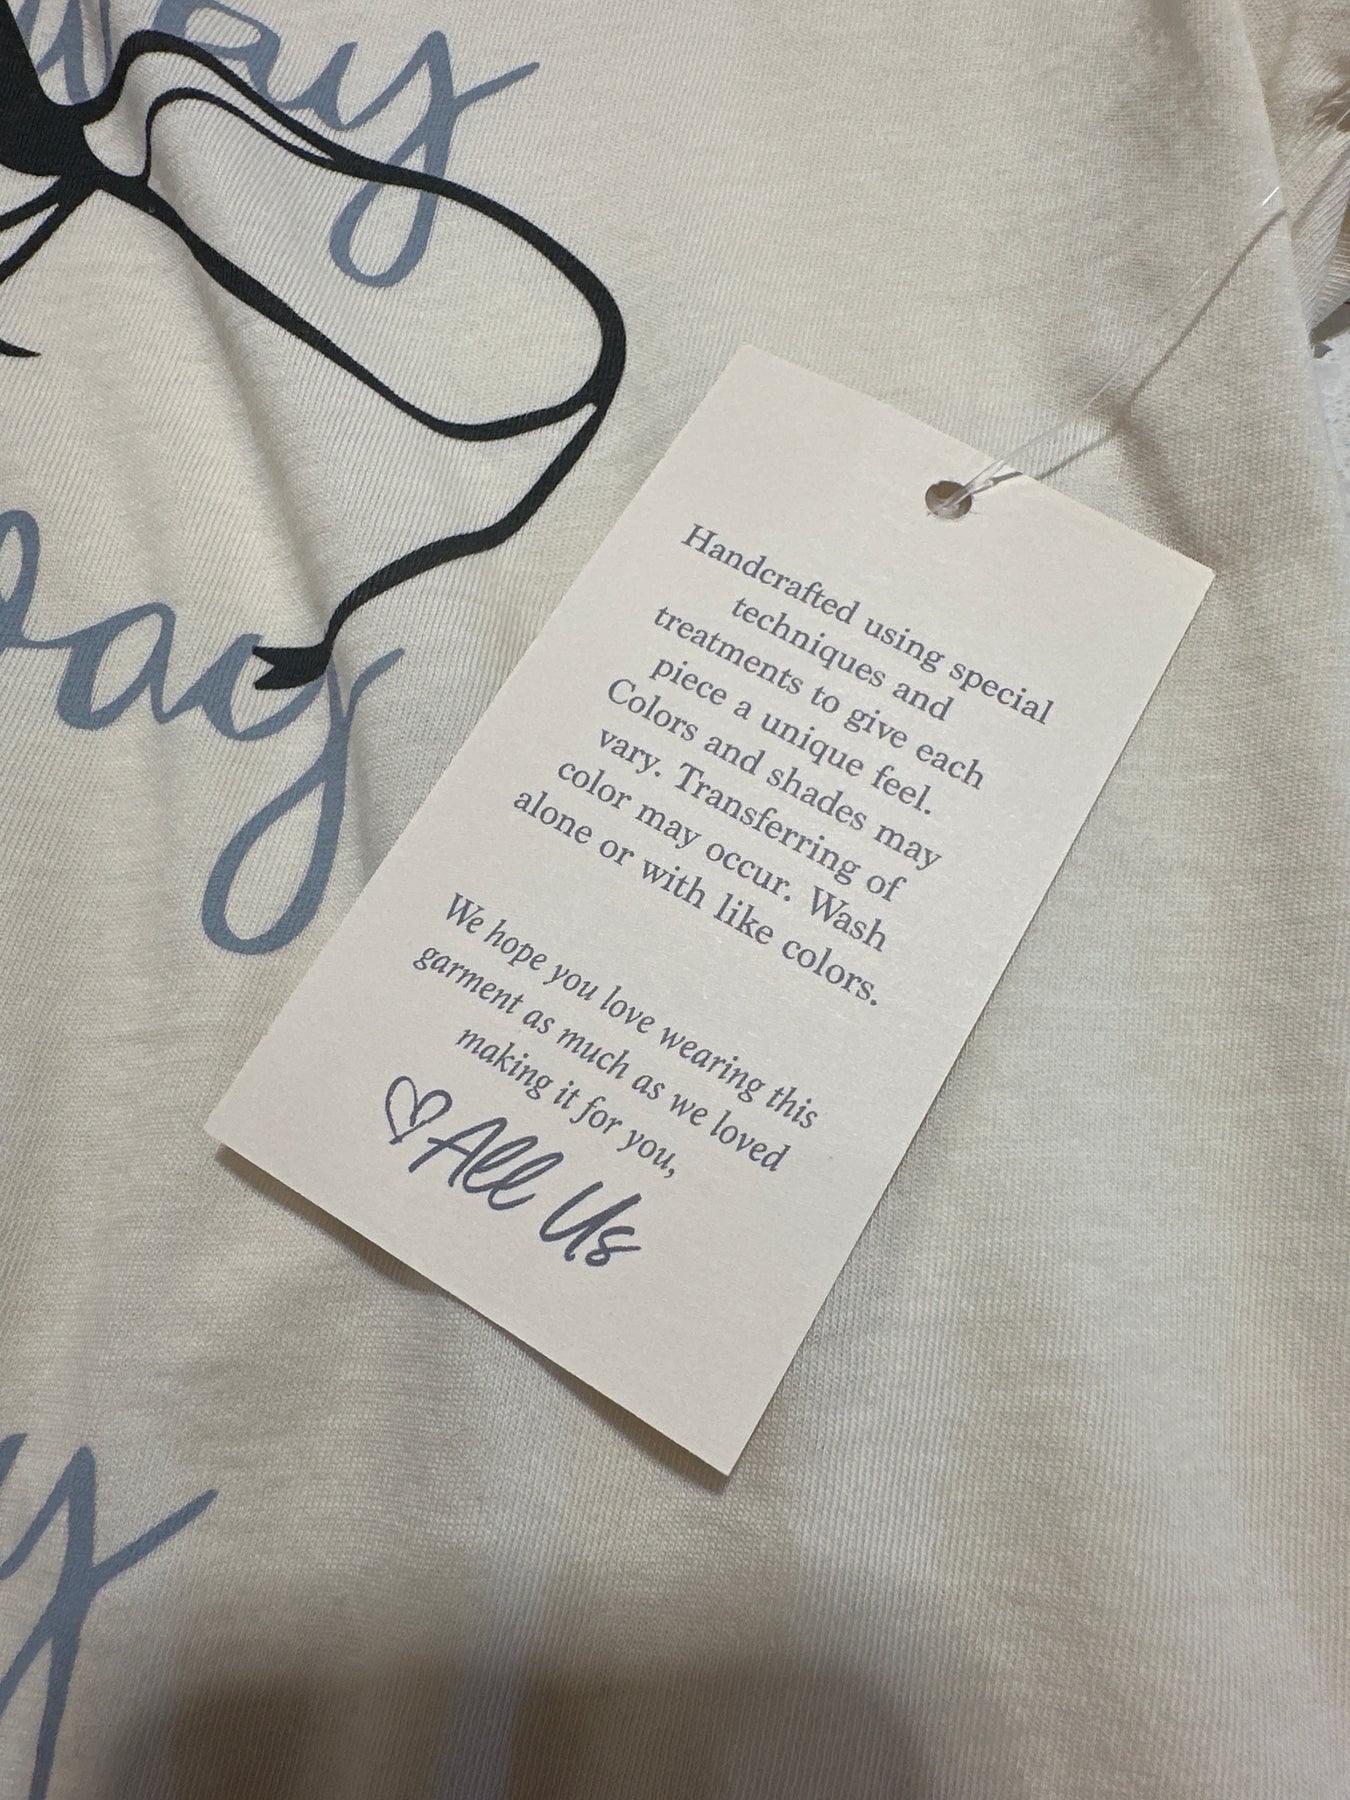 Handcrafted using special
techniques and
treatments to give each
piece a unique feel.
Colors and shades may
vary. Transferring of
color may occur. Wash
alone or with like colors.
We hope you love wearing this
garment as much as we loved
making it for you,
All Us